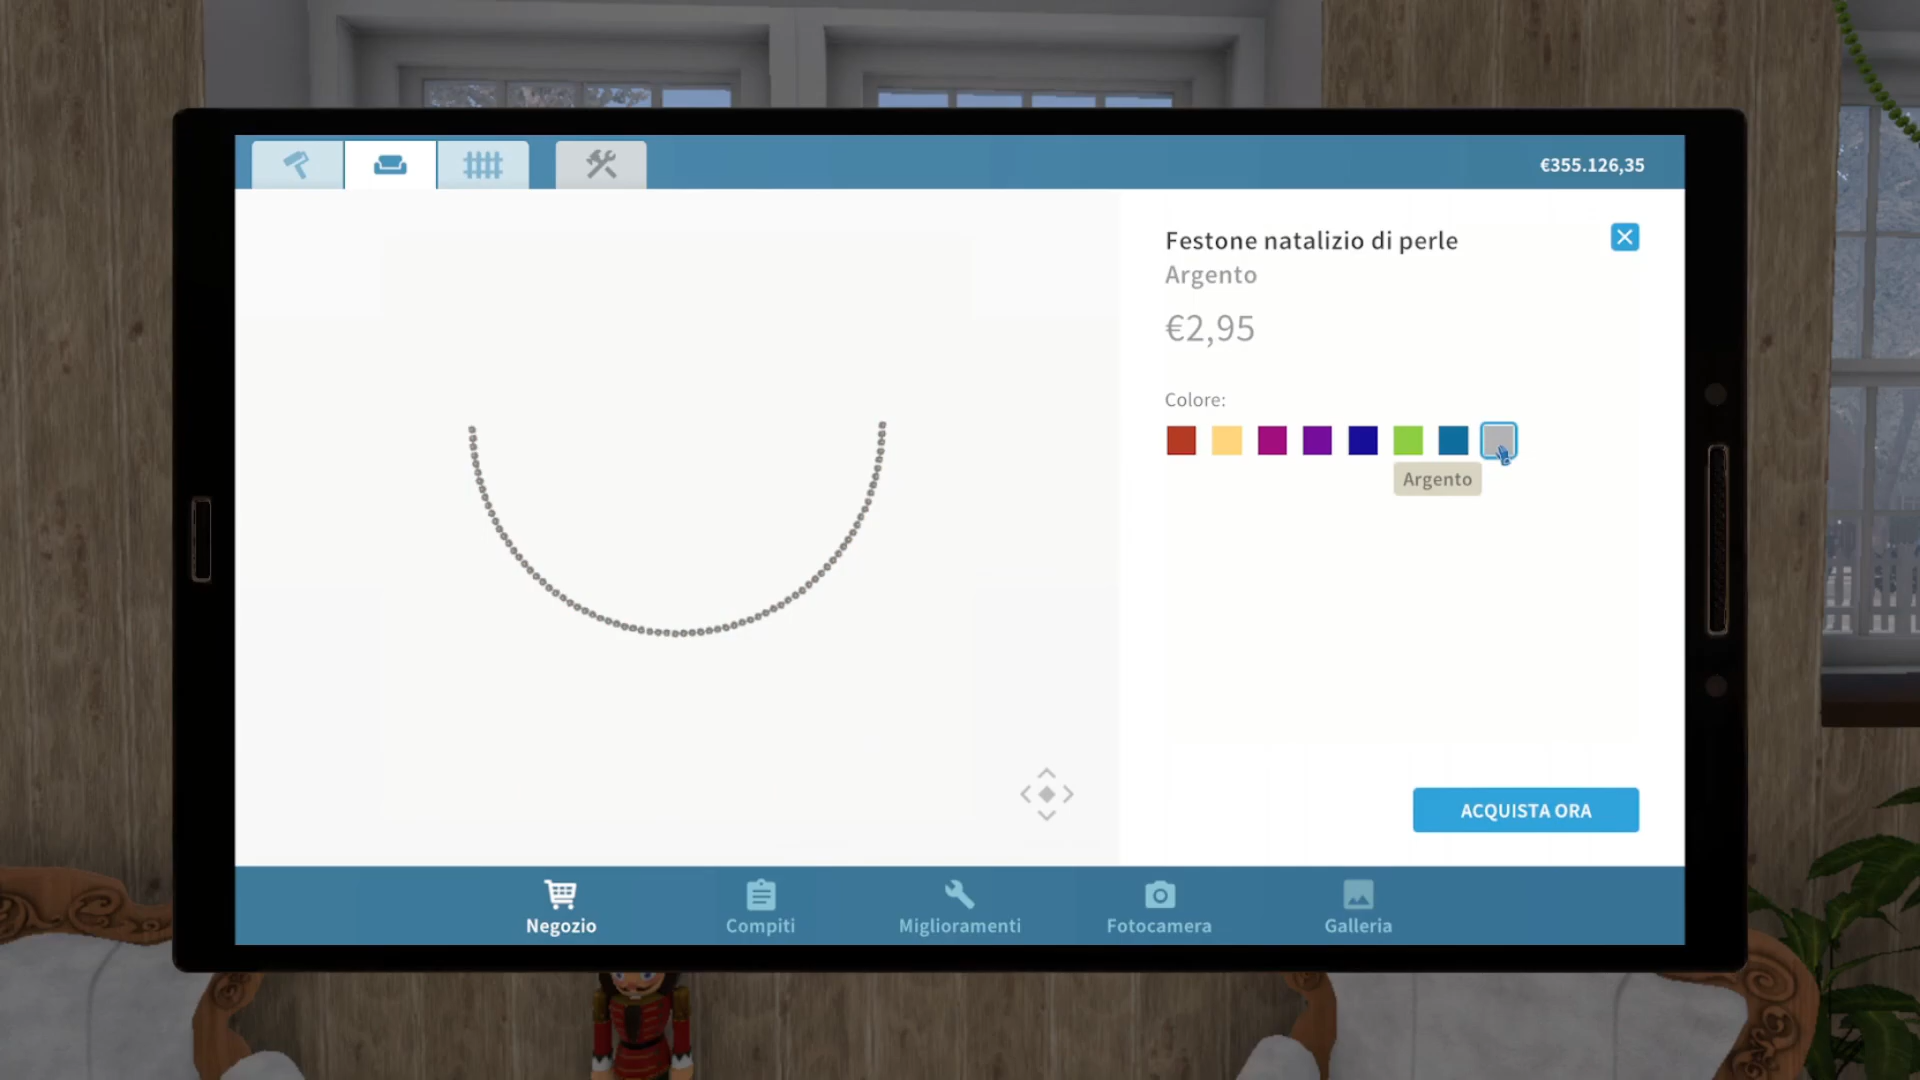 €355.126,35
Festone natalizio di perle
Argento
€2,95
Colore:
Argento
ACQUISTA ORA
Negozio
Compiti
Miglioramenti
Fotocamera
Galleria